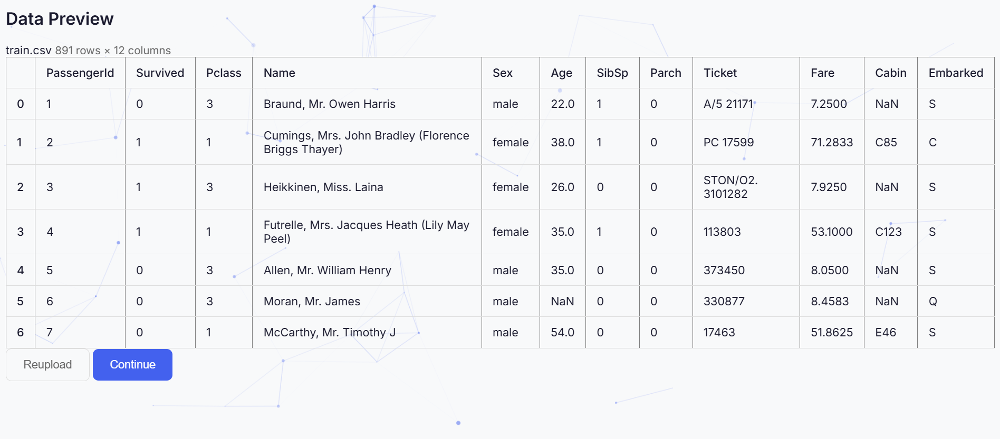 Data Preview
train.csv 891 rows × 12 columns
PassengerId Survived Pclass Name Sex Age SibSp Parch Ticket Fare Cabin Embarked
0 1 0 3 Braund, Mr. Owen Harris male 22.0 1 0 A/5 21171 7.2500 NaN S
1 2 1 1 Cumings, Mrs. John Bradley (Florence
Briggs Thayer) female 38.0 1 0 PC 17599 71.2833 C85 C
2 3 1 3 Heikkinen, Miss. Laina female 26.0 0 0 STON/O2.
3101282 7.9250 NaN S
3 4 1 1 Futrelle, Mrs. Jacques Heath (Lily May
Peel) female 35.0 1 0 113803 53.1000 C123 S
4 5 0 3 Allen, Mr. William Henry male 35.0 0 0 373450 8.0500 NaN S
5 6 0 3 Moran, Mr. James male NaN 0 0 330877 8.4583 NaN Q
6 7 0 1 McCarthy, Mr. Timothy J male 54.0 0 0 17463 51.8625 E46 S
Reupload Continue